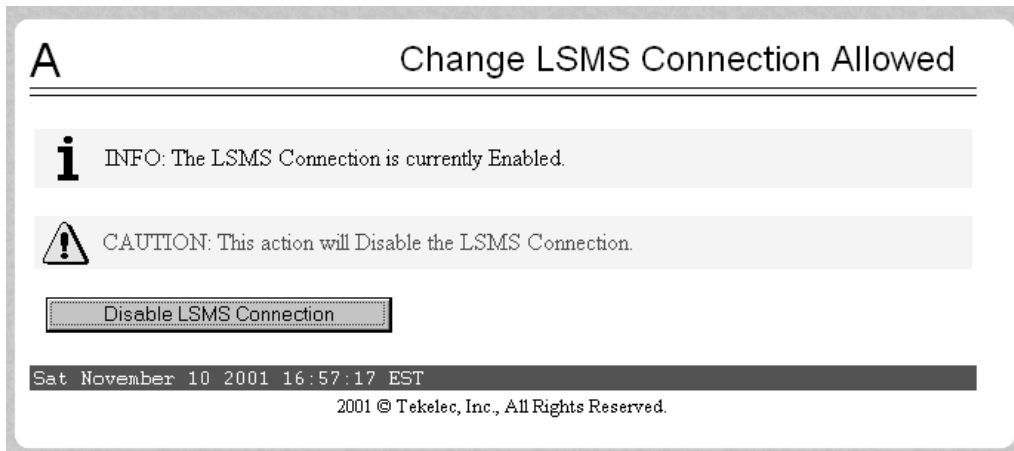 A
Change LSMS Connection Allowed
INFO: The LSMS Connection is currently Enabled.
CAUTION: This action will Disable the LSMS Connection.
Disable LSMS Connection
Sat November 10 2001 16:57:17 EST
2001 © Tekelec, Inc., All Rights Reserved.